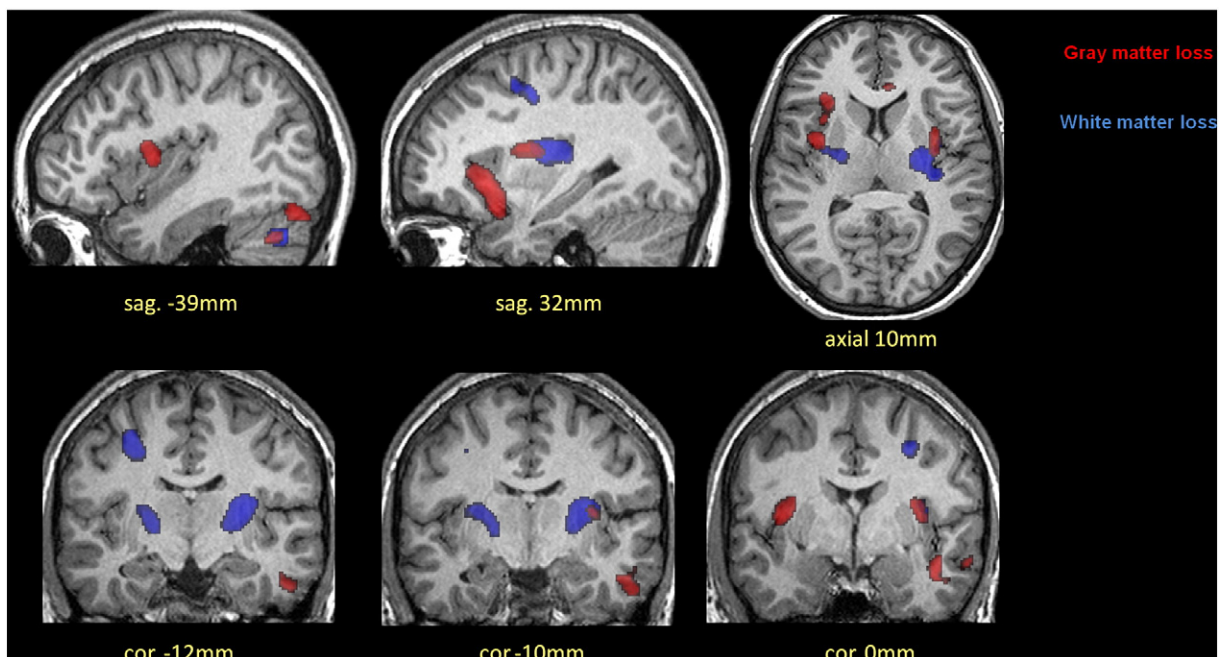 Gray matter loss
White matter loss
sag. -39mm
sag. 32mm
axial 10mm
cor. -12mm
cor. -10mm
cor. 0mm